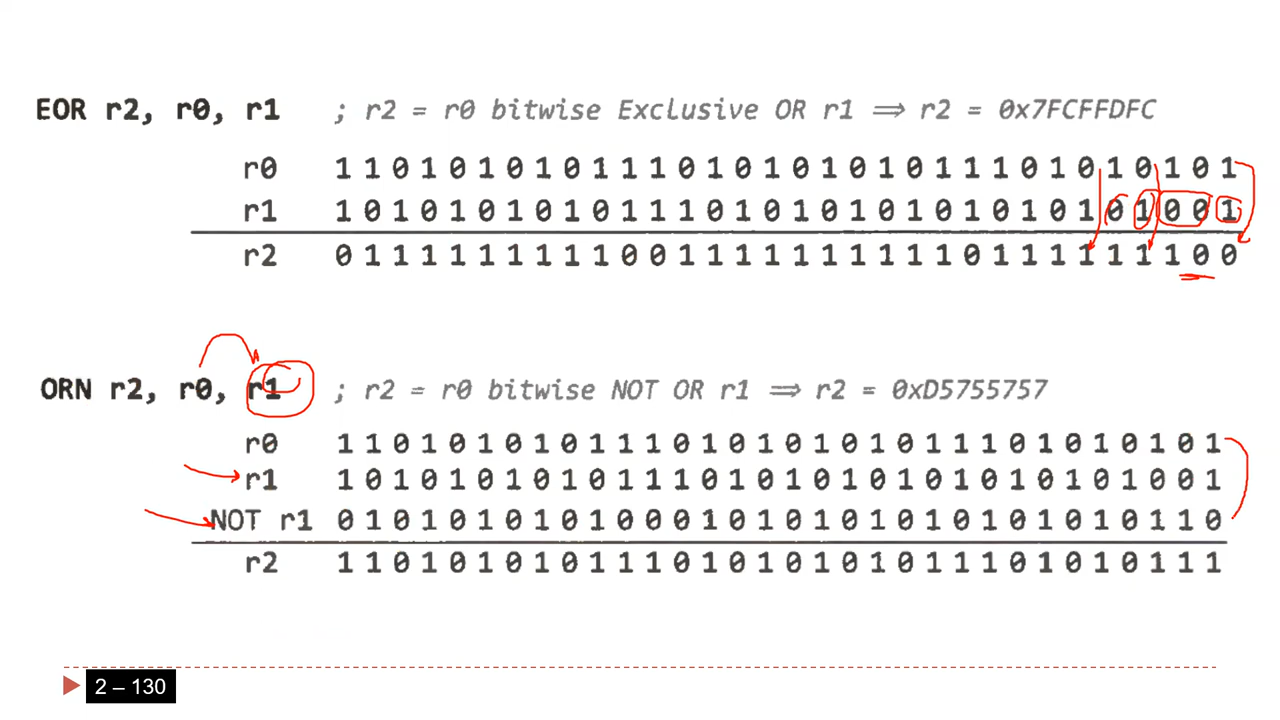 EOR r2, r0, r1 ; r2 = r0 bitwise Exclusive OR r1 ⟹ r2 = 0x7FCFFDFC
r0 1 1 0 1 0 1 0 1 0 1 1 1 0 1 0 1 0 1 0 1 0 1 1 1 0 1 0 1 0 1 0 1
r1 1 0 1 0 1 0 1 0 1 0 1 1 1 0 1 0 1 0 1 0 1 0 1 0 1 0 1 0 1 0 0 1
r2 0 1 1 1 1 1 1 1 1 1 0 0 1 1 1 1 1 1 1 1 1 1 0 1 1 1 1 1 1 1 0 0
ORN r2, r0, r1 ; r2 = r0 bitwise NOT OR r1 ⟹ r2 = 0xD5755757
r0 1 1 0 1 0 1 0 1 0 1 1 1 0 1 0 1 0 1 0 1 0 1 1 1 0 1 0 1 0 1 0 1
r1 1 0 1 0 1 0 1 0 1 0 1 1 1 0 1 0 1 0 1 0 1 0 1 0 1 0 1 0 1 0 0 1
NOT r1 0 1 0 1 0 1 0 1 0 1 0 0 0 1 0 1 0 1 0 1 0 1 0 1 0 1 0 1 0 1 1 0
r2 1 1 0 1 0 1 0 1 0 1 1 1 0 1 0 1 0 1 0 1 0 1 1 1 0 1 0 1 0 1 1 1
2 – 130